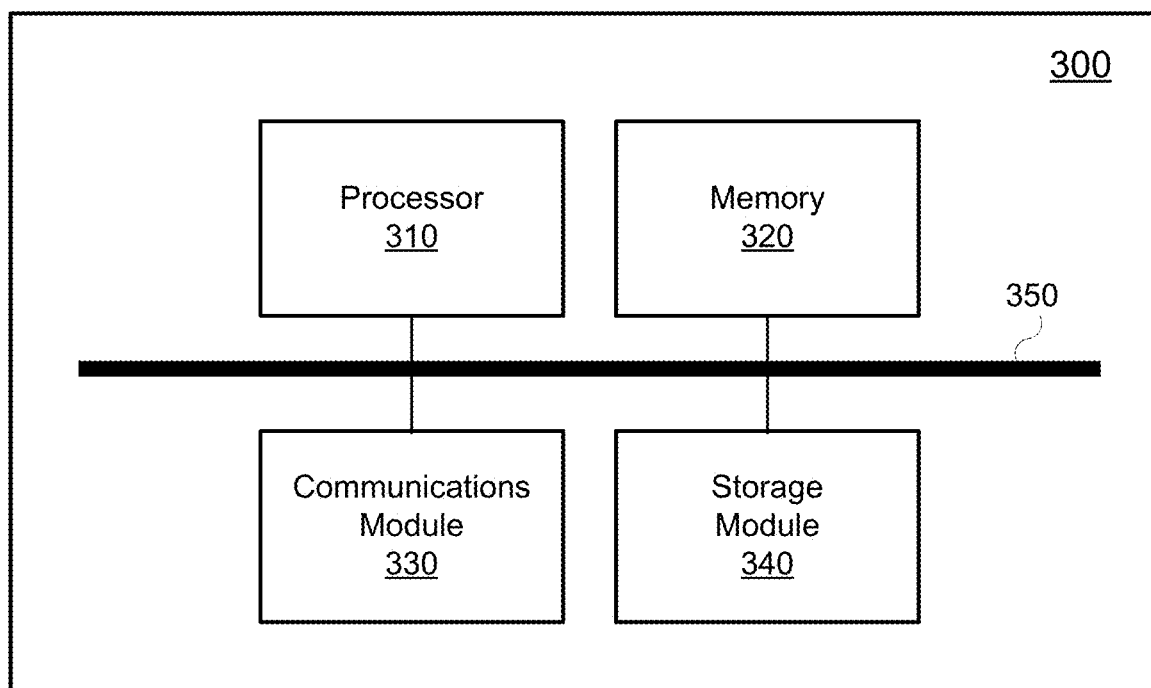 300
Processor
310
Memory
320
350
Communications
Module
330
Storage
Module
340